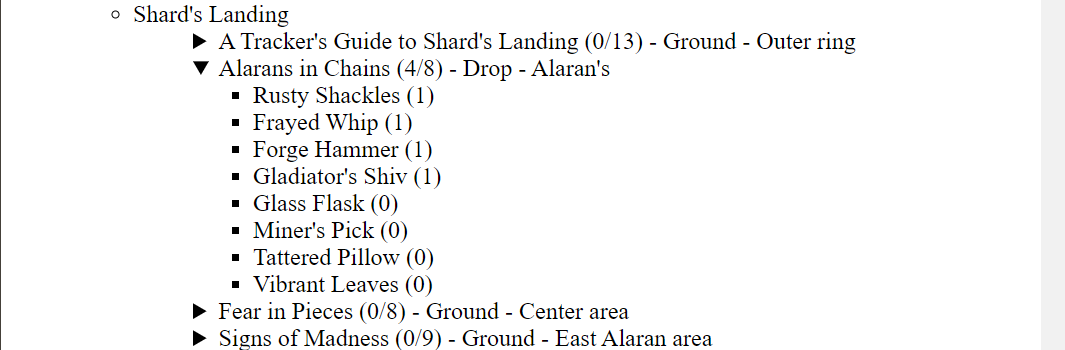 Shard's Landing
A Tracker's Guide to Shard's Landing (0/13) - Ground - Outer ring
Alarans in Chains (4/8) - Drop - Alaran's
Rusty Shackles (1)
Frayed Whip (1)
Forge Hammer (1)
Gladiator's Shiv (1)
Glass Flask (0)
Miner's Pick (0)
Tattered Pillow (0)
Vibrant Leaves (0)
Fear in Pieces (0/8) - Ground - Center area
Signs of Madness (0/9) - Ground - East Alaran area